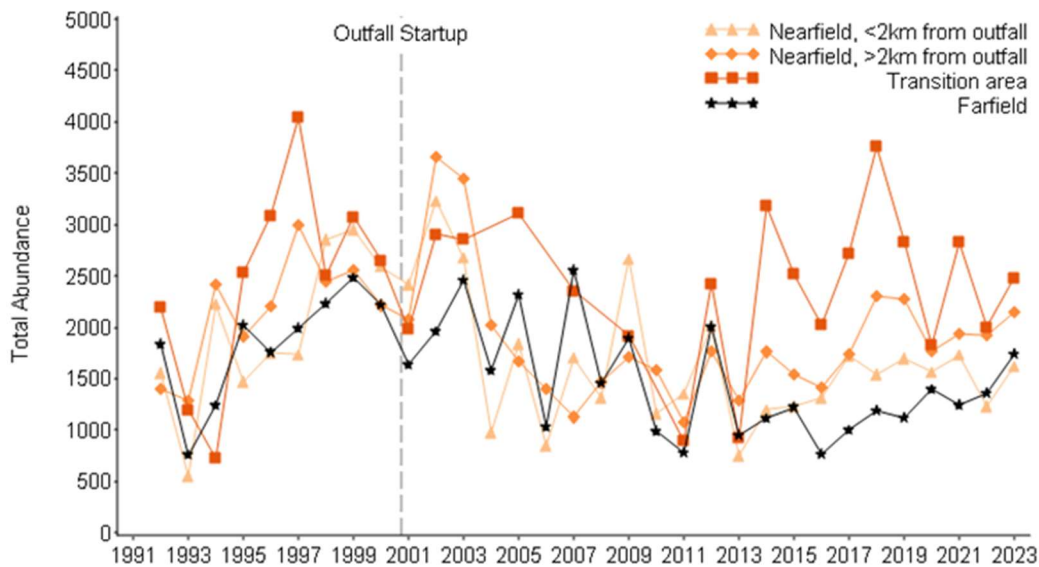 Outfall Startup
Nearfield, <2km from outfall
Nearfield, >2km from outfall
Transition area
Farfield
Total Abundance
5000
4500
4000
3500
3000
2500
2000
1500
1000
500
0
1991 1993 1995 1997 1999 2001 2003 2005 2007 2009 2011 2013 2015 2017 2019 2021 2023